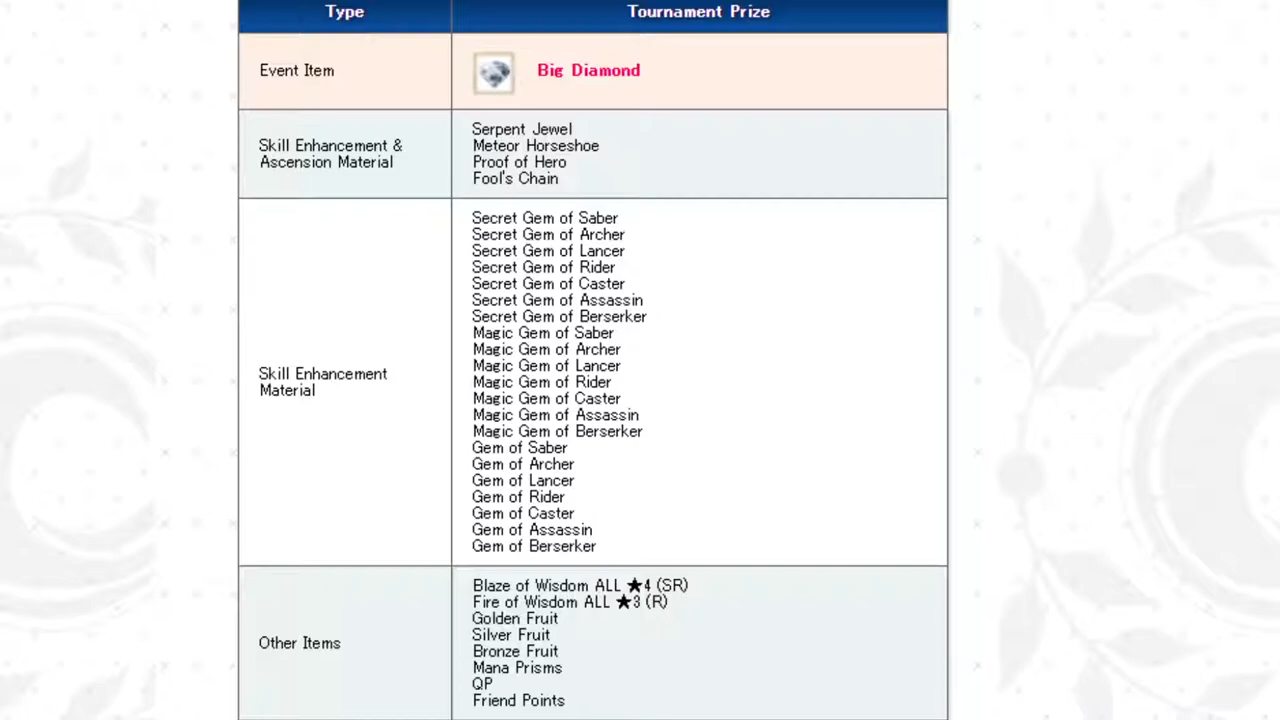 Type
Tournament Prize
Event Item
Big Diamond
Skill Enhancement &
Ascension Material
Serpent Jewel
Meteor Horseshoe
Proof of Hero
Fool's Chain
Skill Enhancement
Material
Secret Gem of Saber
Secret Gem of Archer
Secret Gem of Lancer
Secret Gem of Rider
Secret Gem of Caster
Secret Gem of Assassin
Secret Gem of Berserker
Magic Gem of Saber
Magic Gem of Archer
Magic Gem of Lancer
Magic Gem of Rider
Magic Gem of Caster
Magic Gem of Assassin
Magic Gem of Berserker
Gem of Saber
Gem of Archer
Gem of Lancer
Gem of Rider
Gem of Caster
Gem of Assassin
Gem of Berserker
Other Items
Blaze of Wisdom ALL ★4 (SR)
Fire of Wisdom ALL ★3 (R)
Golden Fruit
Silver Fruit
Bronze Fruit
Mana Prisms
QP
Friend Points